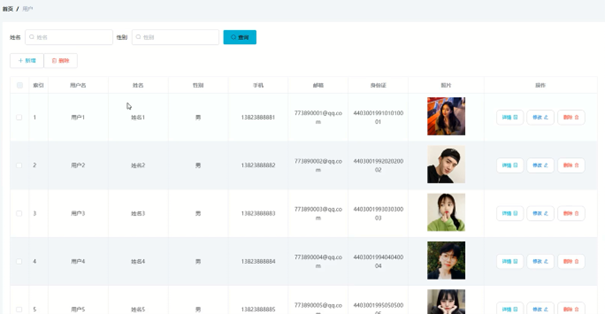 首页 / 用户
姓名 姓名 性别 性别 查询
新增 删除
索引 用户名 姓名 性别 手机 邮箱 身份证 照片 操作
1 用户1 姓名1 男 13823888881 773890001@qq.com 440300199101010001 详情 修改 删除
2 用户2 姓名2 男 13823888882 773890002@qq.com 440300199202020002 详情 修改 删除
3 用户3 姓名3 男 13823888883 773890003@qq.com 440300199303030003 详情 修改 删除
4 用户4 姓名4 男 13823888884 773890004@qq.com 440300199404040004 详情 修改 删除
5 用户5 姓名5 男 13823888885 773890005@qq.com 440300199505050005 详情 修改 删除